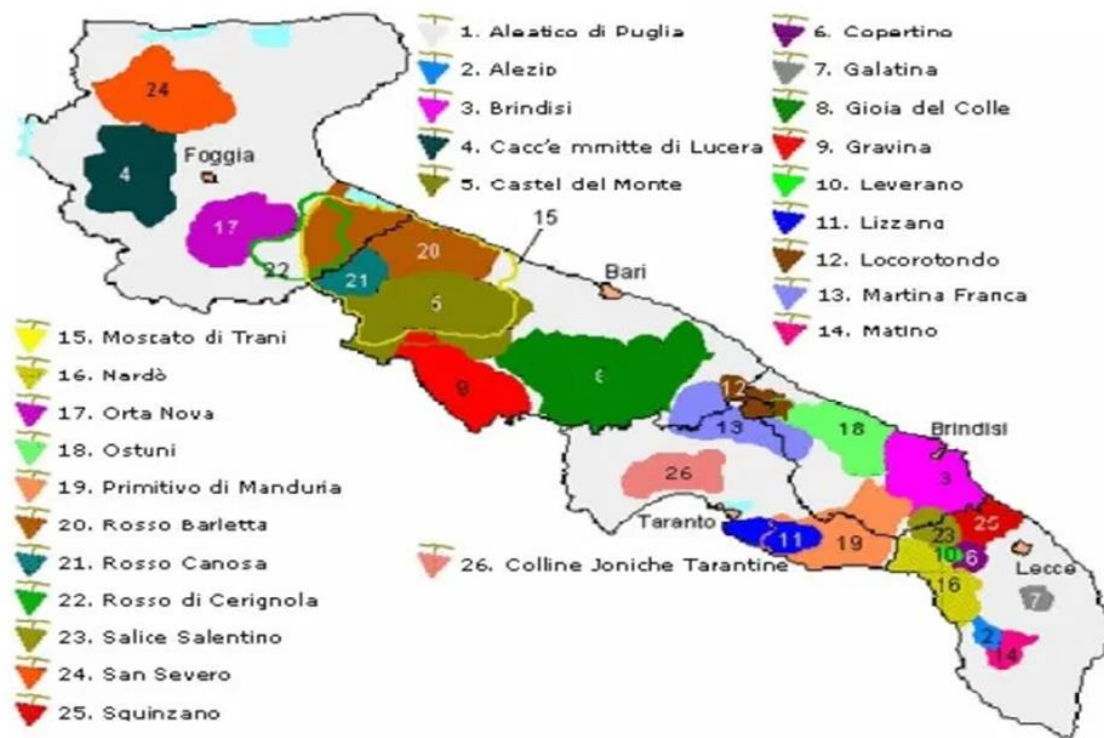 1. Aleatico di Puglia
2. Alezio
3. Brindisi
4. Cacc'e mmitte di Lucera
5. Castel del Monte
6. Copertino
7. Galatina
8. Gioia del Colle
9. Gravina
10. Leverano
11. Lizzano
12. Locorotondo
13. Martina Franca
14. Matino
15. Moscato di Trani
16. Nardò
17. Orta Nova
18. Ostuni
19. Primitivo di Manduria
20. Rosso Barletta
21. Rosso Canosa
22. Rosso di Cerignola
23. Salice Salentino
24. San Severo
25. Squinzano
26. Colline Joniche Tarantine
24
4
Foggia
17
22
21
20
15
5
Bari
9
8
12
13
18
Brindisi
3
26
Taranto
11
19
23
25
10
6
Lecce
16
7
2
14